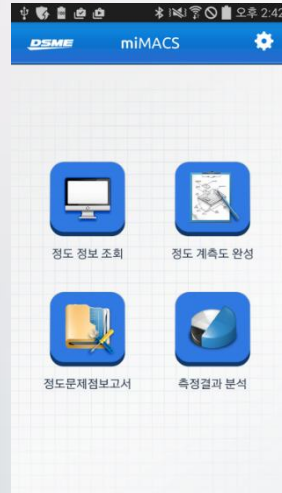 오후 2:42
DSME
miMACS
정도 정보 조회
정도 계측도 완성
정도문제점보고서
측정결과 분석